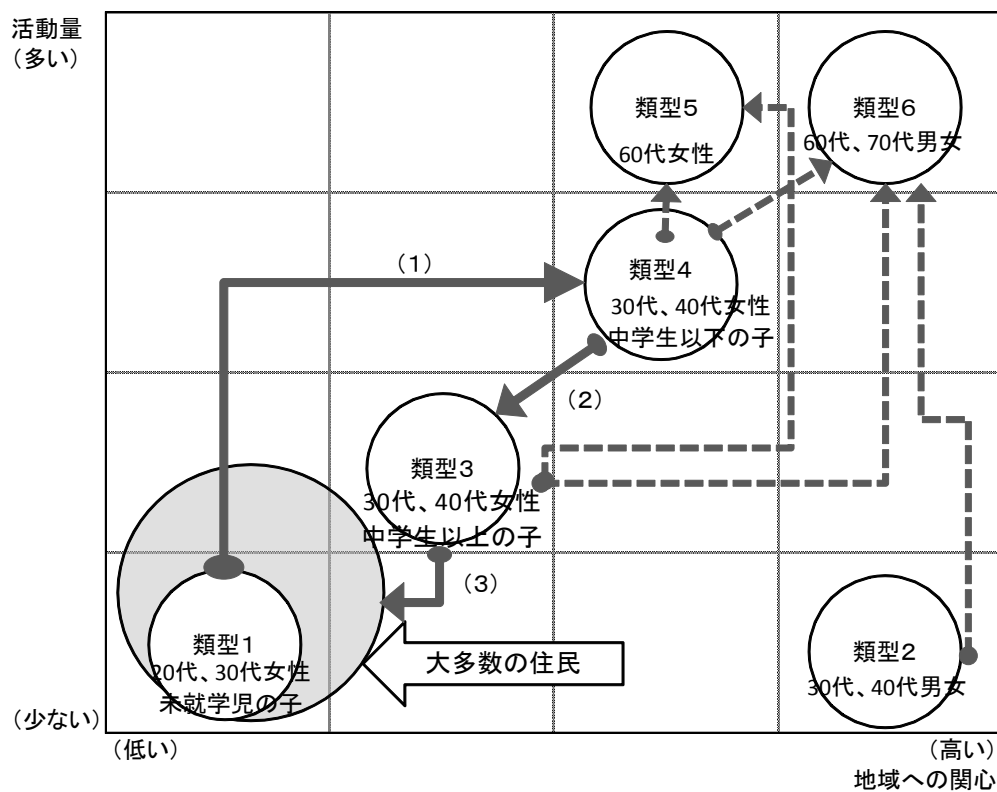 活動量
(多い)
類型5
60代女性
類型6
60代、70代男女
(1)
類型4
30代、40代女性
中学生以下の子
(2)
類型3
30代、40代女性
中学生以上の子
(3)
類型1
20代、30代女性
未就学児の子
大多数の住民
類型2
30代、40代男女
(少ない)
(低い)
(高い)
地域への関心